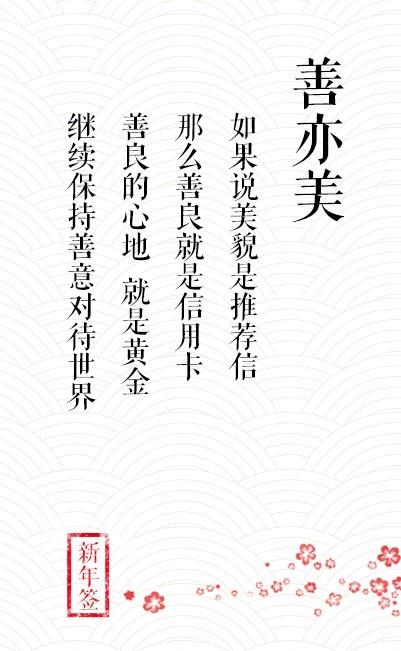 善亦美
如果说美貌是推荐信
那么善良就是信用卡
善良的心地 就是黄金
继续保持善意对待世界
新年签